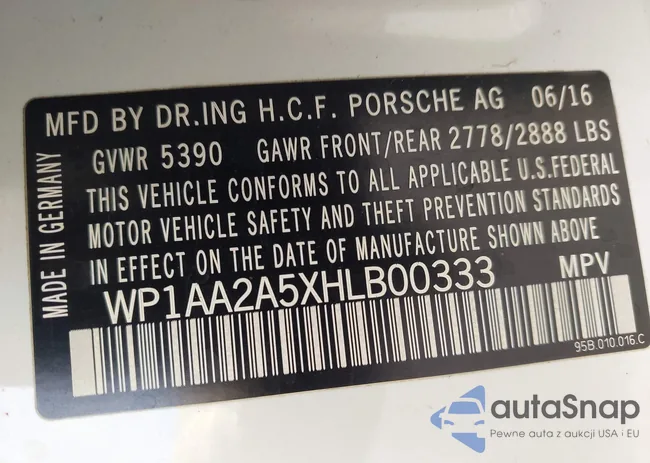 MFD BY DR.ING H.C.F. PORSCHE AG 06/16
GVWR 5390 GAWR FRONT/REAR 2778/2888 LBS
THIS VEHICLE CONFORMS TO ALL APPLICABLE U.S.FEDERAL
MOTOR VEHICLE SAFETY AND THEFT PREVENTION STANDARDS
IN EFFECT ON THE DATE OF MANUFACTURE SHOWN ABOVE
WP1AA2A5XHLB00333 MPV
95B.010.016.C
MADE IN GERMANY
autaSnap
Pewne auta z aukcji USA i EU